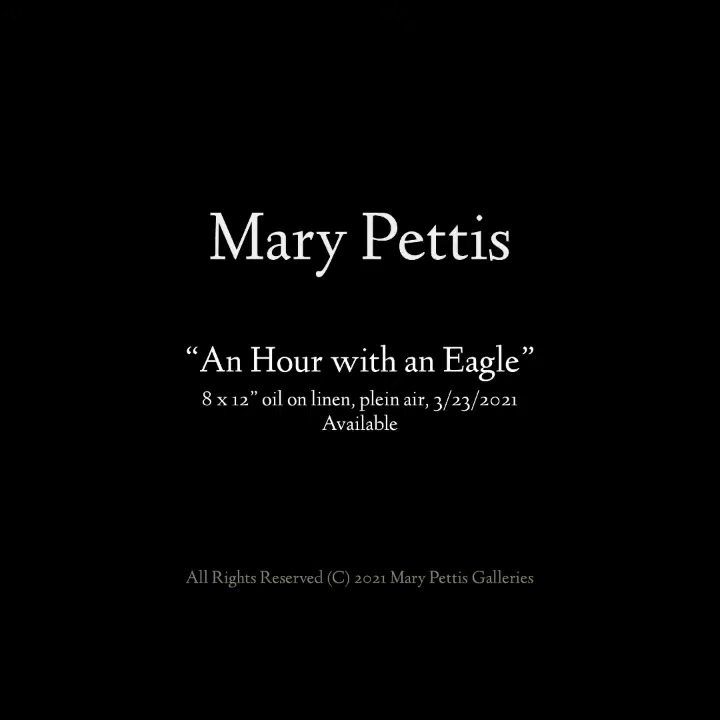 Mary Pettis
“An Hour with an Eagle”
8 x 12” oil on linen, plein air, 3/23/2021
Available
All Rights Reserved (C) 2021 Mary Pettis Galleries